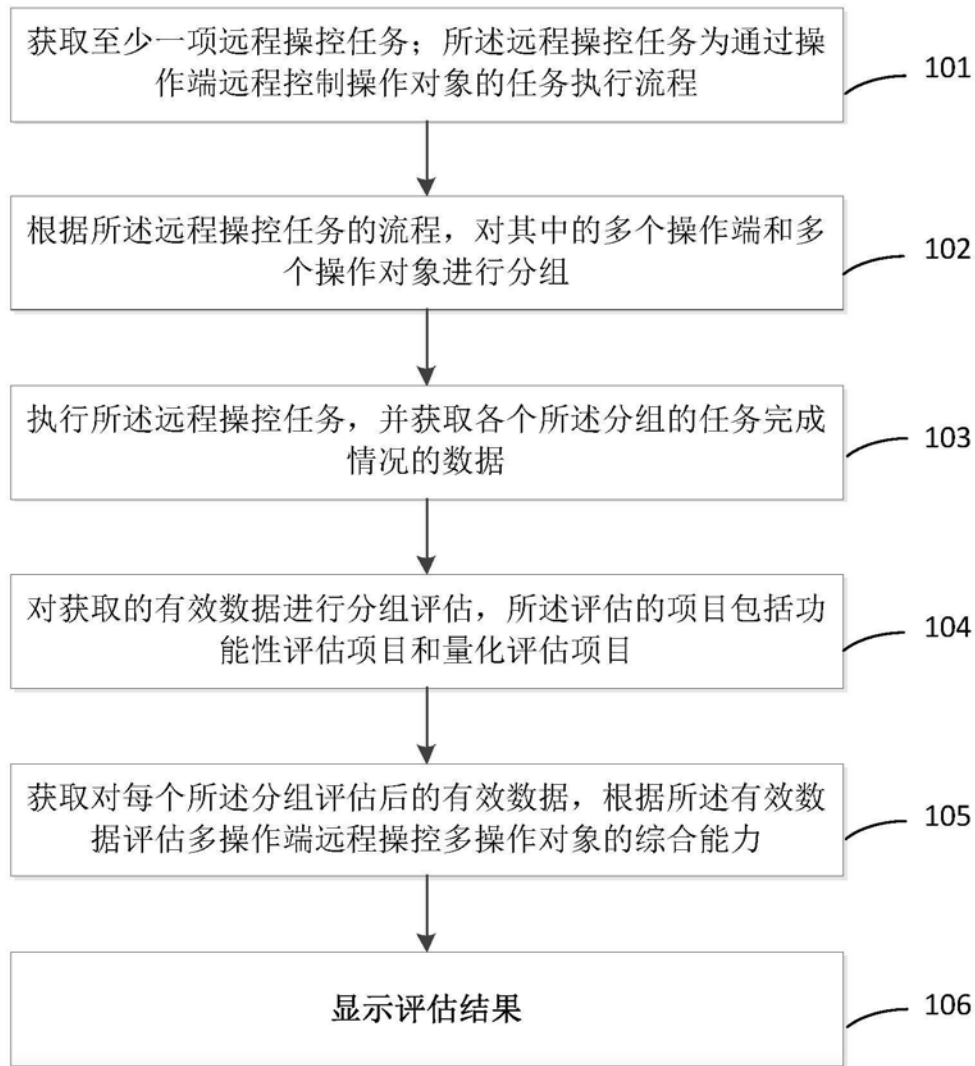 获取至少一项远程操控任务；所述远程操控任务为通过操
作端远程控制操作对象的任务执行流程
101
根据所述远程操控任务的流程，对其中的多个操作端和多
个操作对象进行分组
102
执行所述远程操控任务，并获取各个所述分组的任务完成
情况的数据
103
对获取的有效数据进行分组评估，所述评估的项目包括功
能性评估项目和量化评估项目
104
获取对每个所述分组评估后的有效数据，根据所述有效数
据评估多操作端远程操控多操作对象的综合能力
105
显示评估结果
106